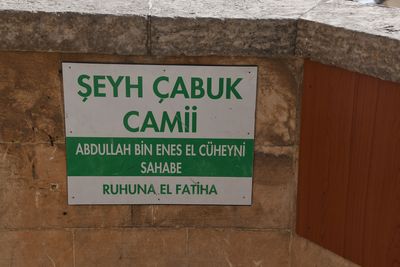 ŞEYH ÇABUK
CAMİİ
ABDULLAH BİN ENES EL CÜHEYNİ
SAHABE
RUHUNA EL FATİHA